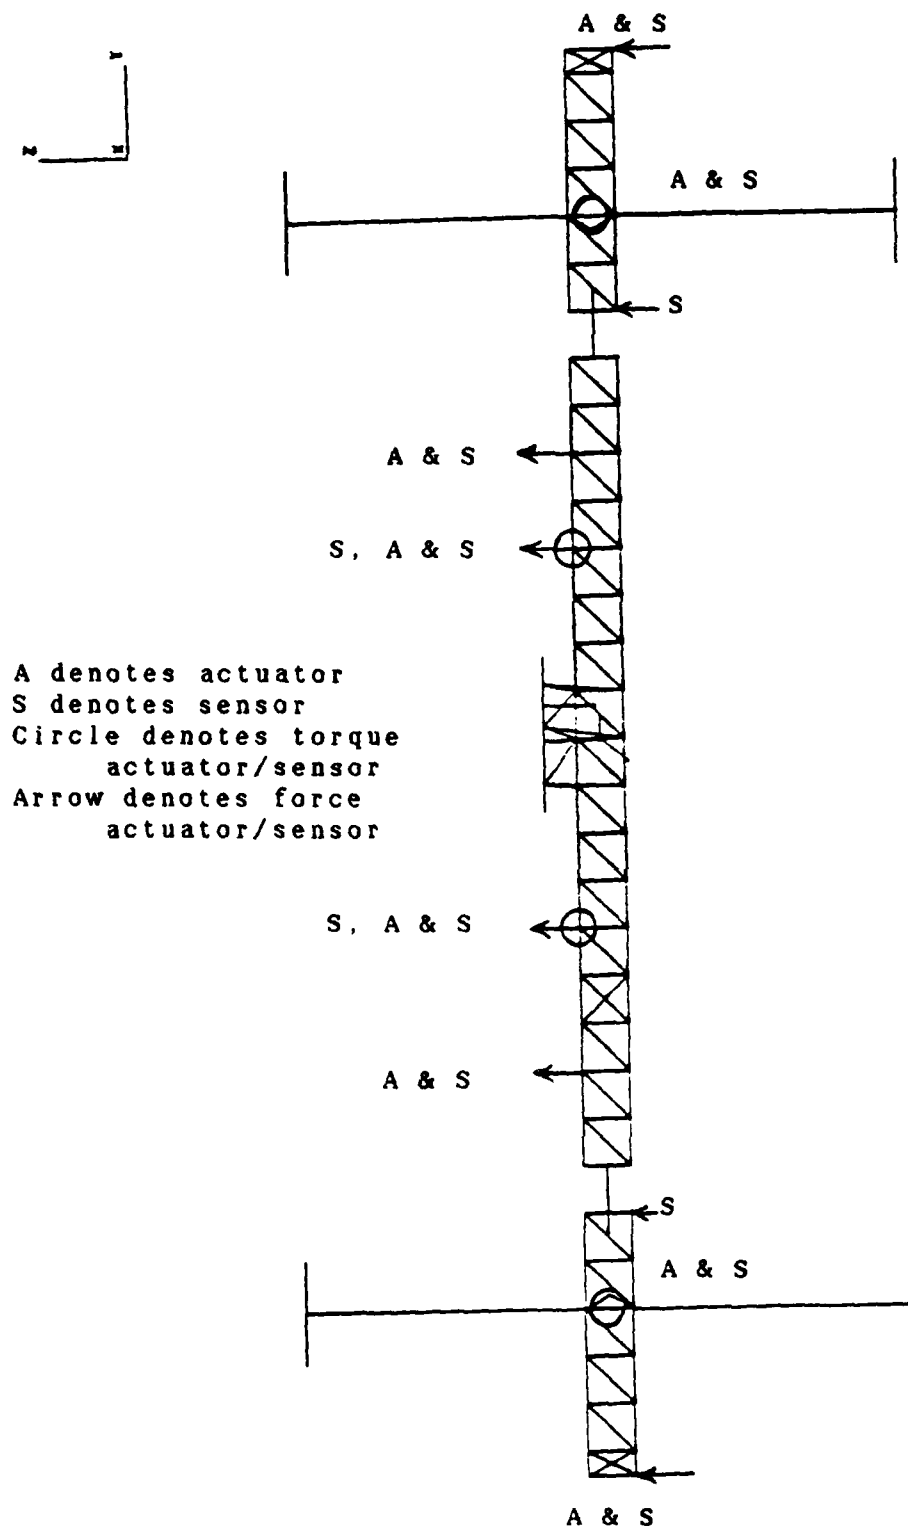 A & S
Y
Z
X
A & S
S
A & S
S, A & S
A denotes actuator
S denotes sensor
Circle denotes torque
actuator/sensor
Arrow denotes force
actuator/sensor
S, A & S
A & S
S
A & S
A & S